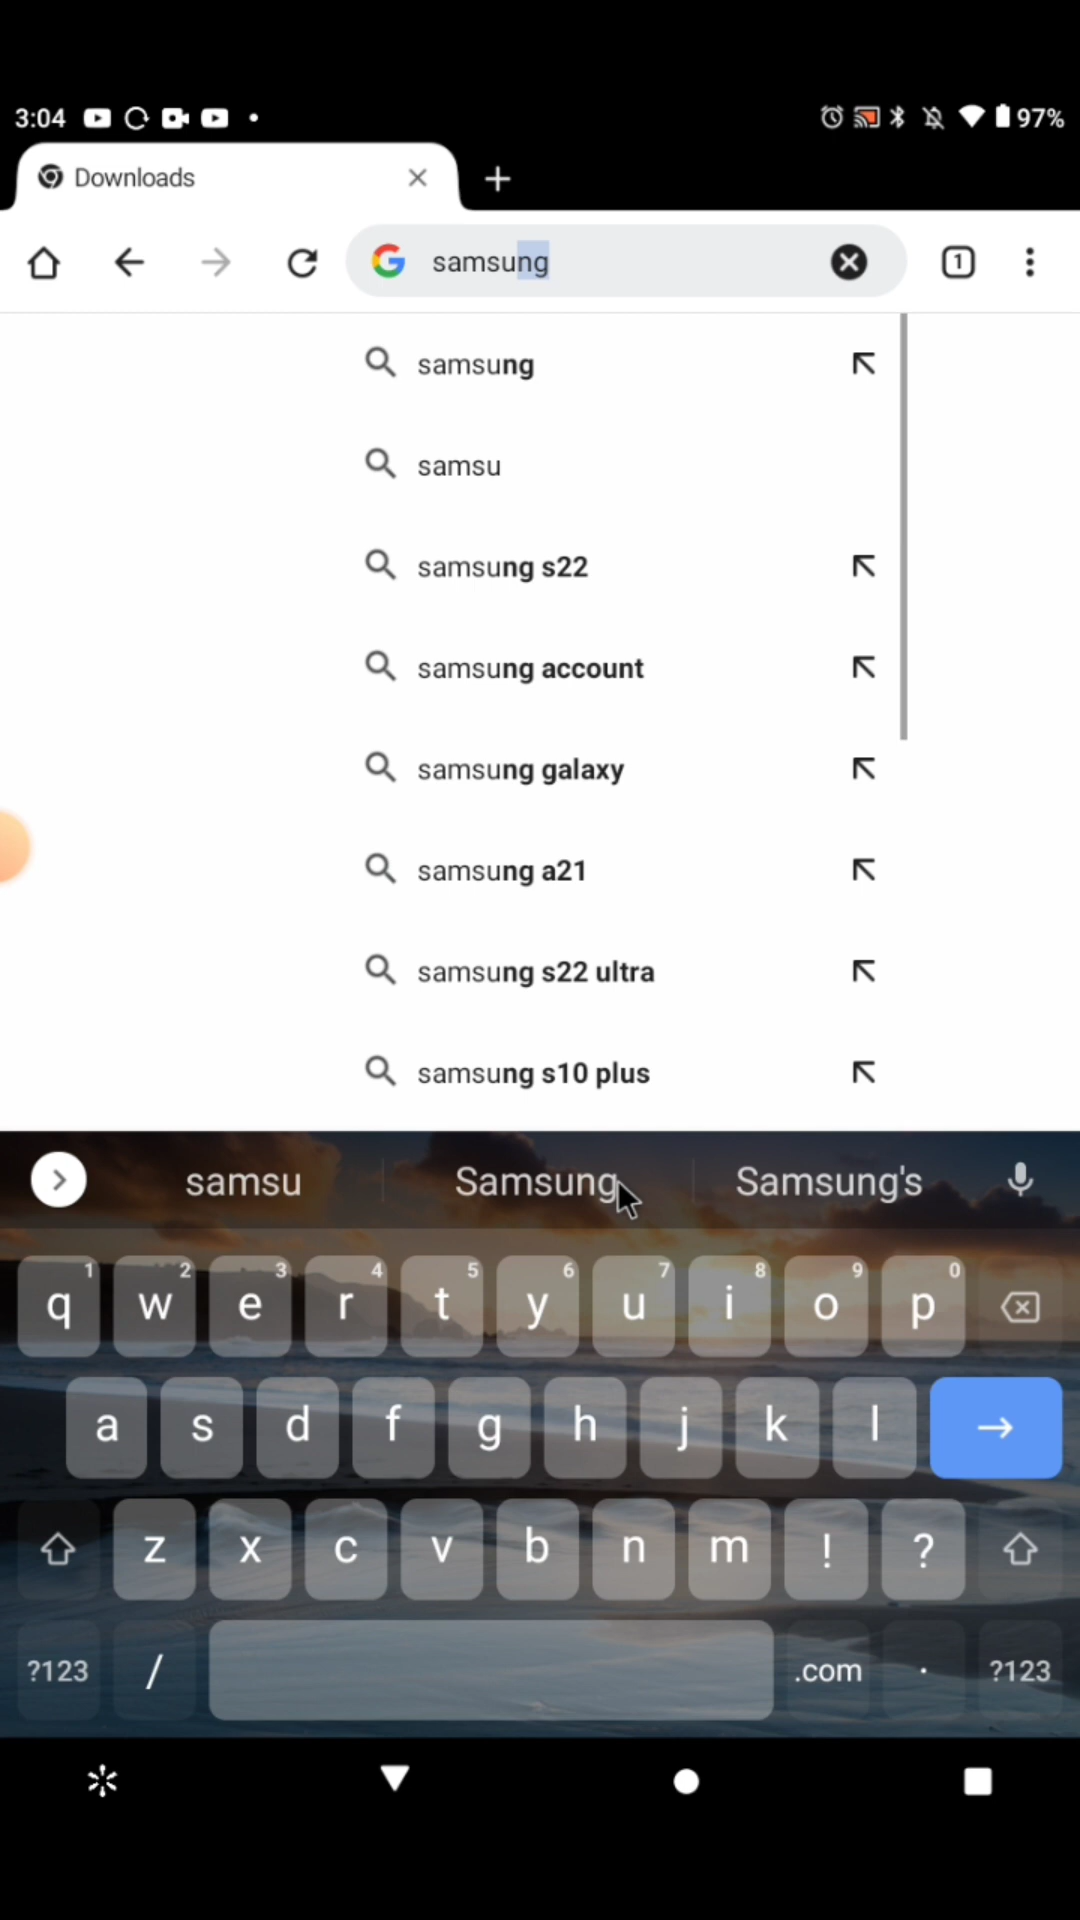 3:04
97%
Downloads
samsung
1
samsung
samsu
samsung s22
samsung account
samsung galaxy
samsung a21
samsung s22 ultra
samsung s10 plus
samsu Samsung Samsung's
1 2 3 4 5 6 7 8 9 0
q w e r t y u i o p
a s d f g h j k l
z x c v b n m ! ?
?123 / .com . ?123